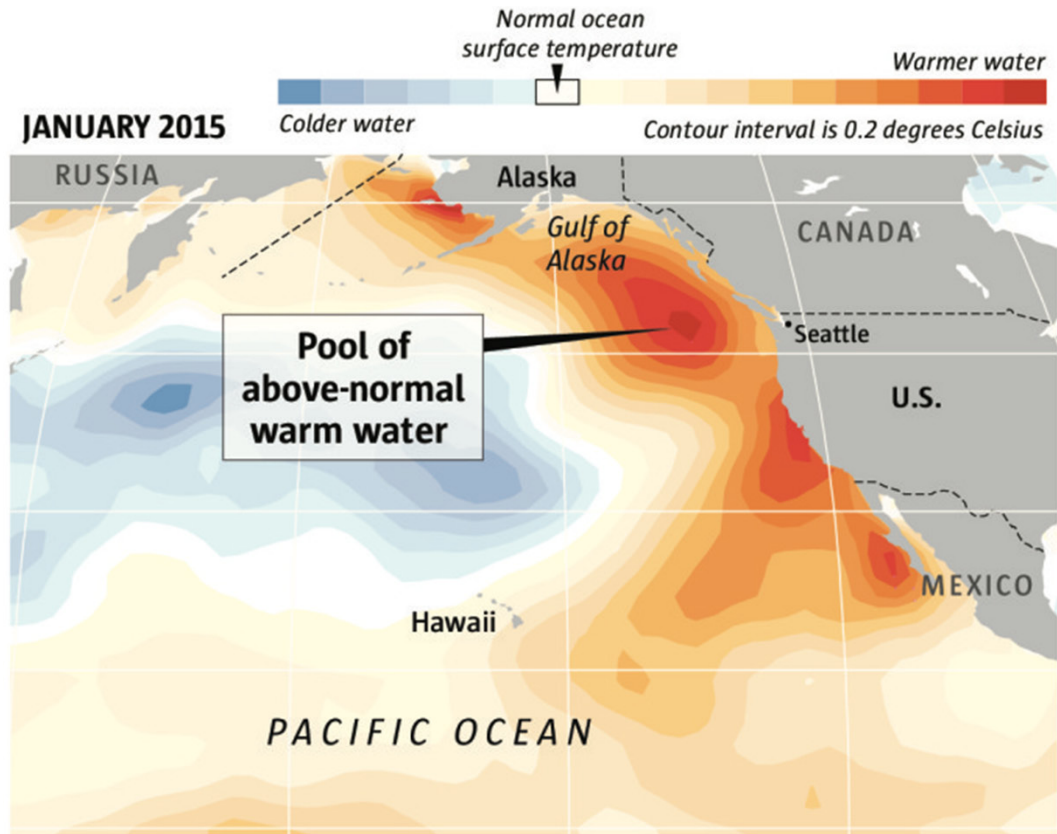 Normal ocean
surface temperature
Warmer water
JANUARY 2015
Colder water
Contour interval is 0.2 degrees Celsius
RUSSIA
Alaska
Gulf of
Alaska
CANADA
Pool of
above-normal
warm water
Seattle
U.S.
MEXICO
Hawaii
PACIFIC OCEAN